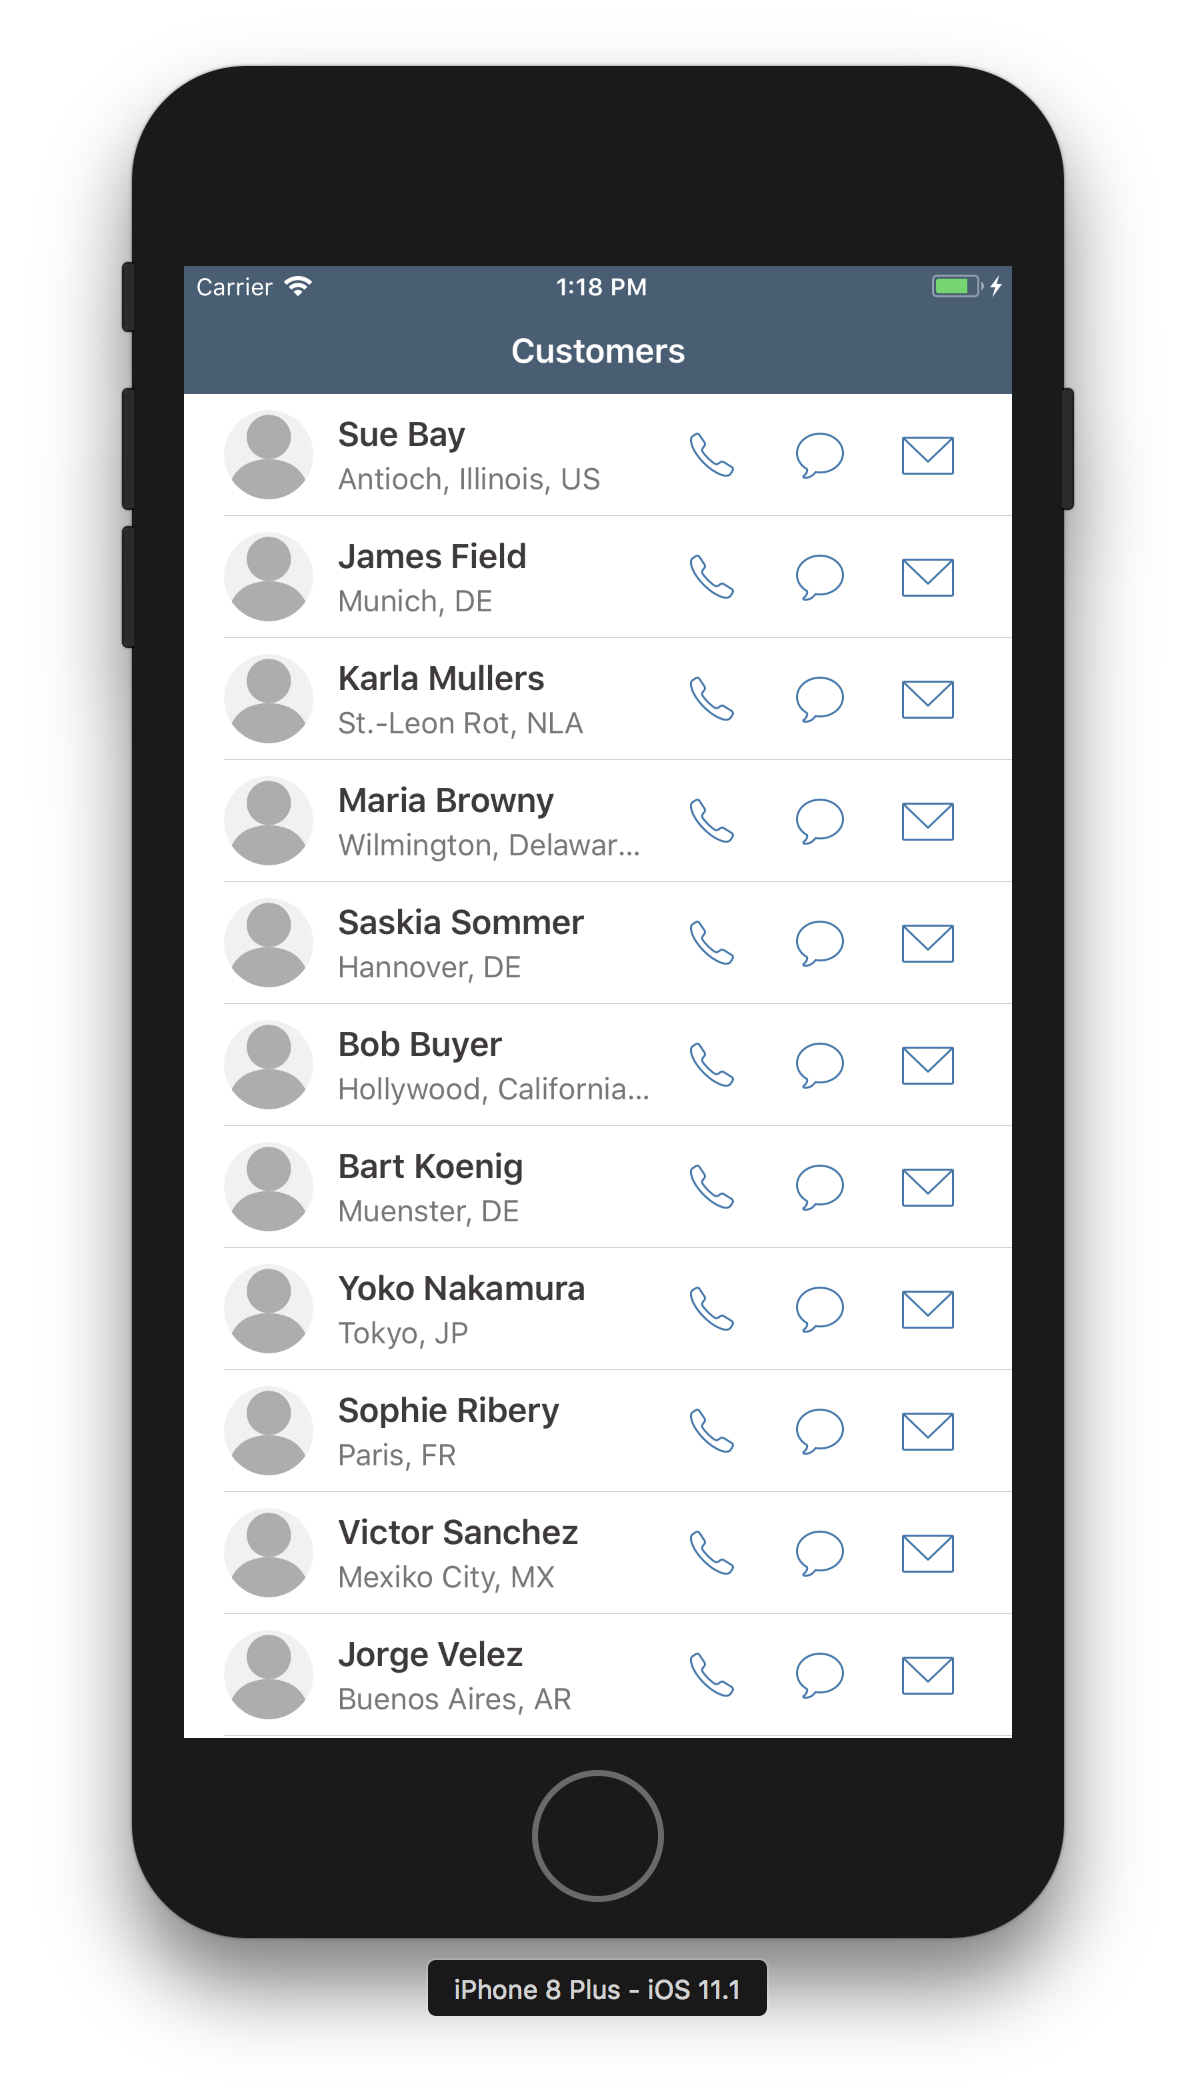 Carrier 1:18 PM
Customers
Sue Bay
Antioch, Illinois, US
James Field
Munich, DE
Karla Mullers
St.-Leon Rot, NLA
Maria Browny
Wilmington, Delawar...
Saskia Sommer
Hannover, DE
Bob Buyer
Hollywood, California...
Bart Koenig
Muenster, DE
Yoko Nakamura
Tokyo, JP
Sophie Ribery
Paris, FR
Victor Sanchez
Mexiko City, MX
Jorge Velez
Buenos Aires, AR
iPhone 8 Plus - iOS 11.1